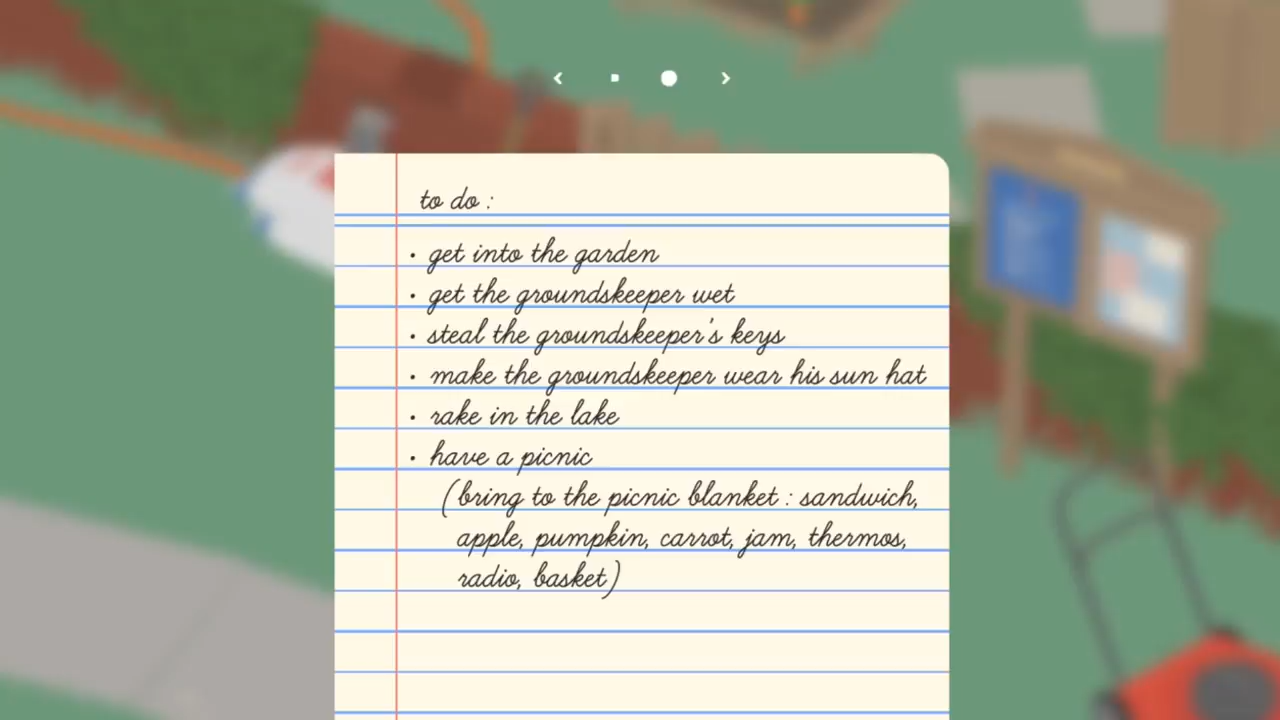 to do :
• get into the garden
• get the groundskeeper wet
• steal the groundskeeper's keys
• make the groundskeeper wear his sun hat
• rake in the lake
• have a picnic
(bring to the picnic blanket : sandwich,
apple, pumpkin, carrot, jam, thermos,
radio, basket)